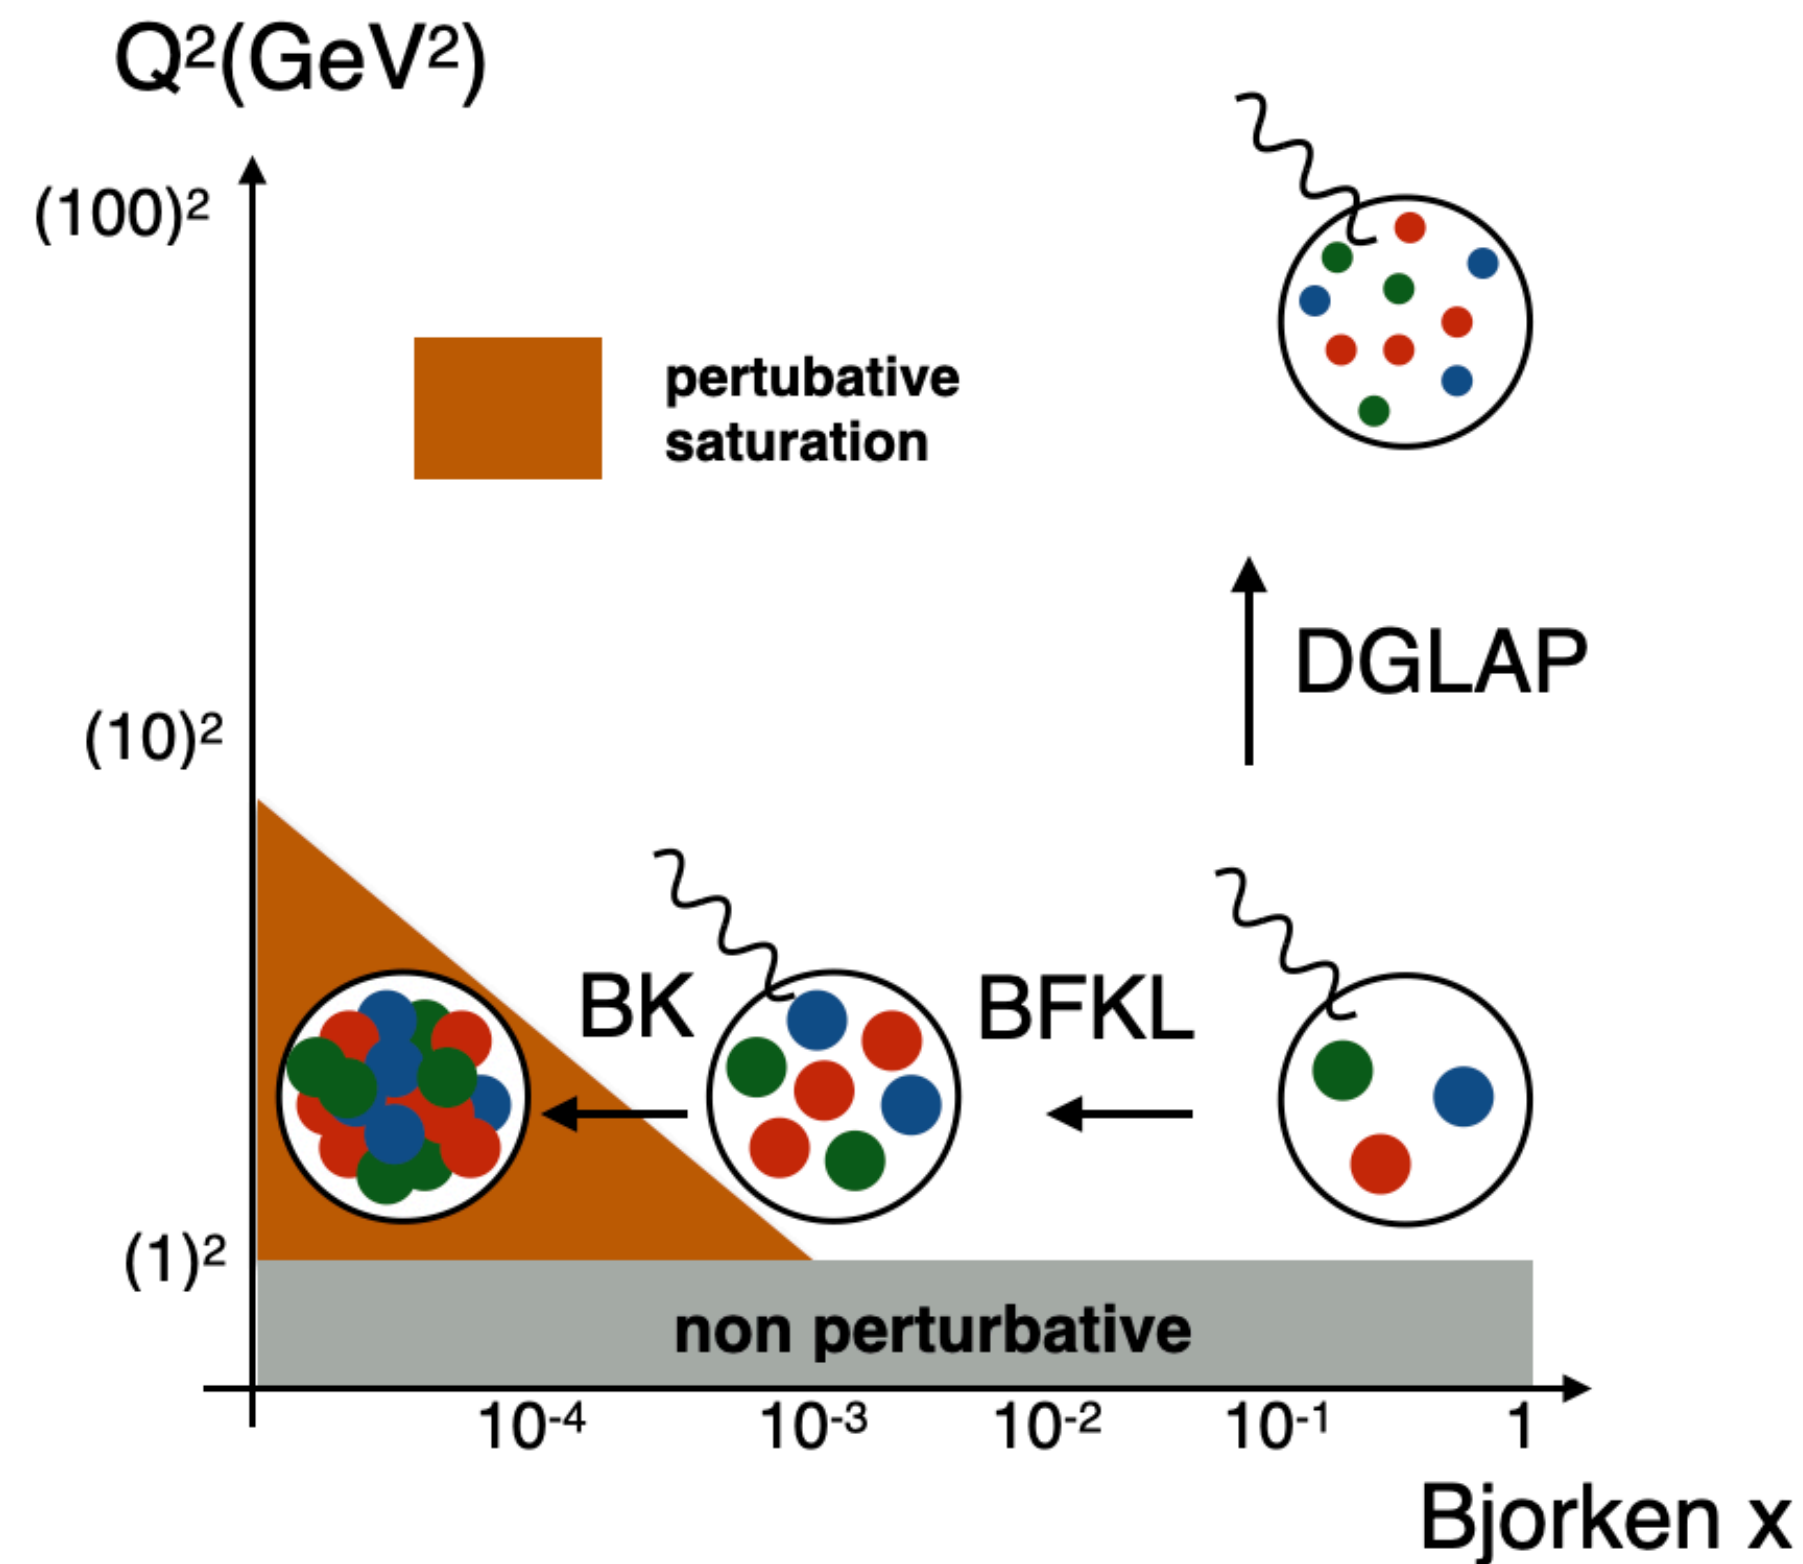 Q²(GeV²)
(100)²
pertubative
saturation
DGLAP
(10)²
BK
BFKL
(1)²
non perturbative
10⁻⁴ 10⁻³ 10⁻² 10⁻¹ 1
Bjorken x